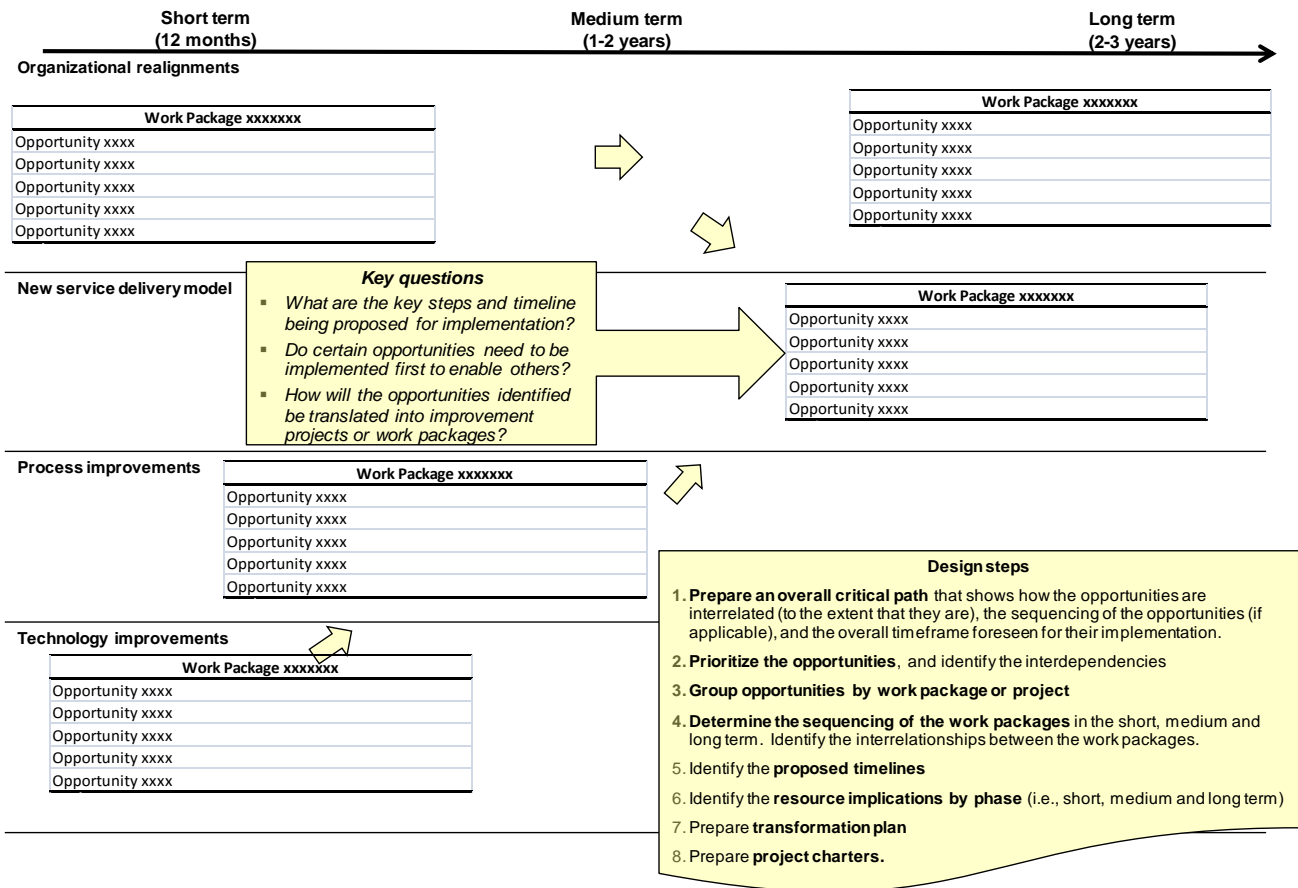 Short term
(12 months)
Medium term
(1-2 years)
Long term
(2-3 years)
Organizational realignments
Work Package xxxxxxx
Opportunity xxxx
Opportunity xxxx
Opportunity xxxx
Opportunity xxxx
Opportunity xxxx
Work Package xxxxxxx
Opportunity xxxx
Opportunity xxxx
Opportunity xxxx
Opportunity xxxx
Opportunity xxxx
New service delivery model
Key questions
▪ What are the key steps and timeline
being proposed for implementation?
▪ Do certain opportunities need to be
implemented first to enable others?
▪ How will the opportunities identified
be translated into improvement
projects or work packages?
Work Package xxxxxxx
Opportunity xxxx
Opportunity xxxx
Opportunity xxxx
Opportunity xxxx
Opportunity xxxx
Process improvements
Work Package xxxxxxx
Opportunity xxxx
Opportunity xxxx
Opportunity xxxx
Opportunity xxxx
Opportunity xxxx
Technology improvements
Work Package xxxxxxx
Opportunity xxxx
Opportunity xxxx
Opportunity xxxx
Opportunity xxxx
Opportunity xxxx
Design steps
1. Prepare an overall critical path that shows how the opportunities are
interrelated (to the extent that they are), the sequencing of the opportunities (if
applicable), and the overall timeframe foreseen for their implementation.
2. Prioritize the opportunities, and identify the interdependencies
3. Group opportunities by work package or project
4. Determine the sequencing of the work packages in the short, medium and
long term. Identify the interrelationships between the work packages.
5. Identify the proposed timelines
6. Identify the resource implications by phase (i.e., short, medium and long term)
7. Prepare transformation plan
8. Prepare project charters.